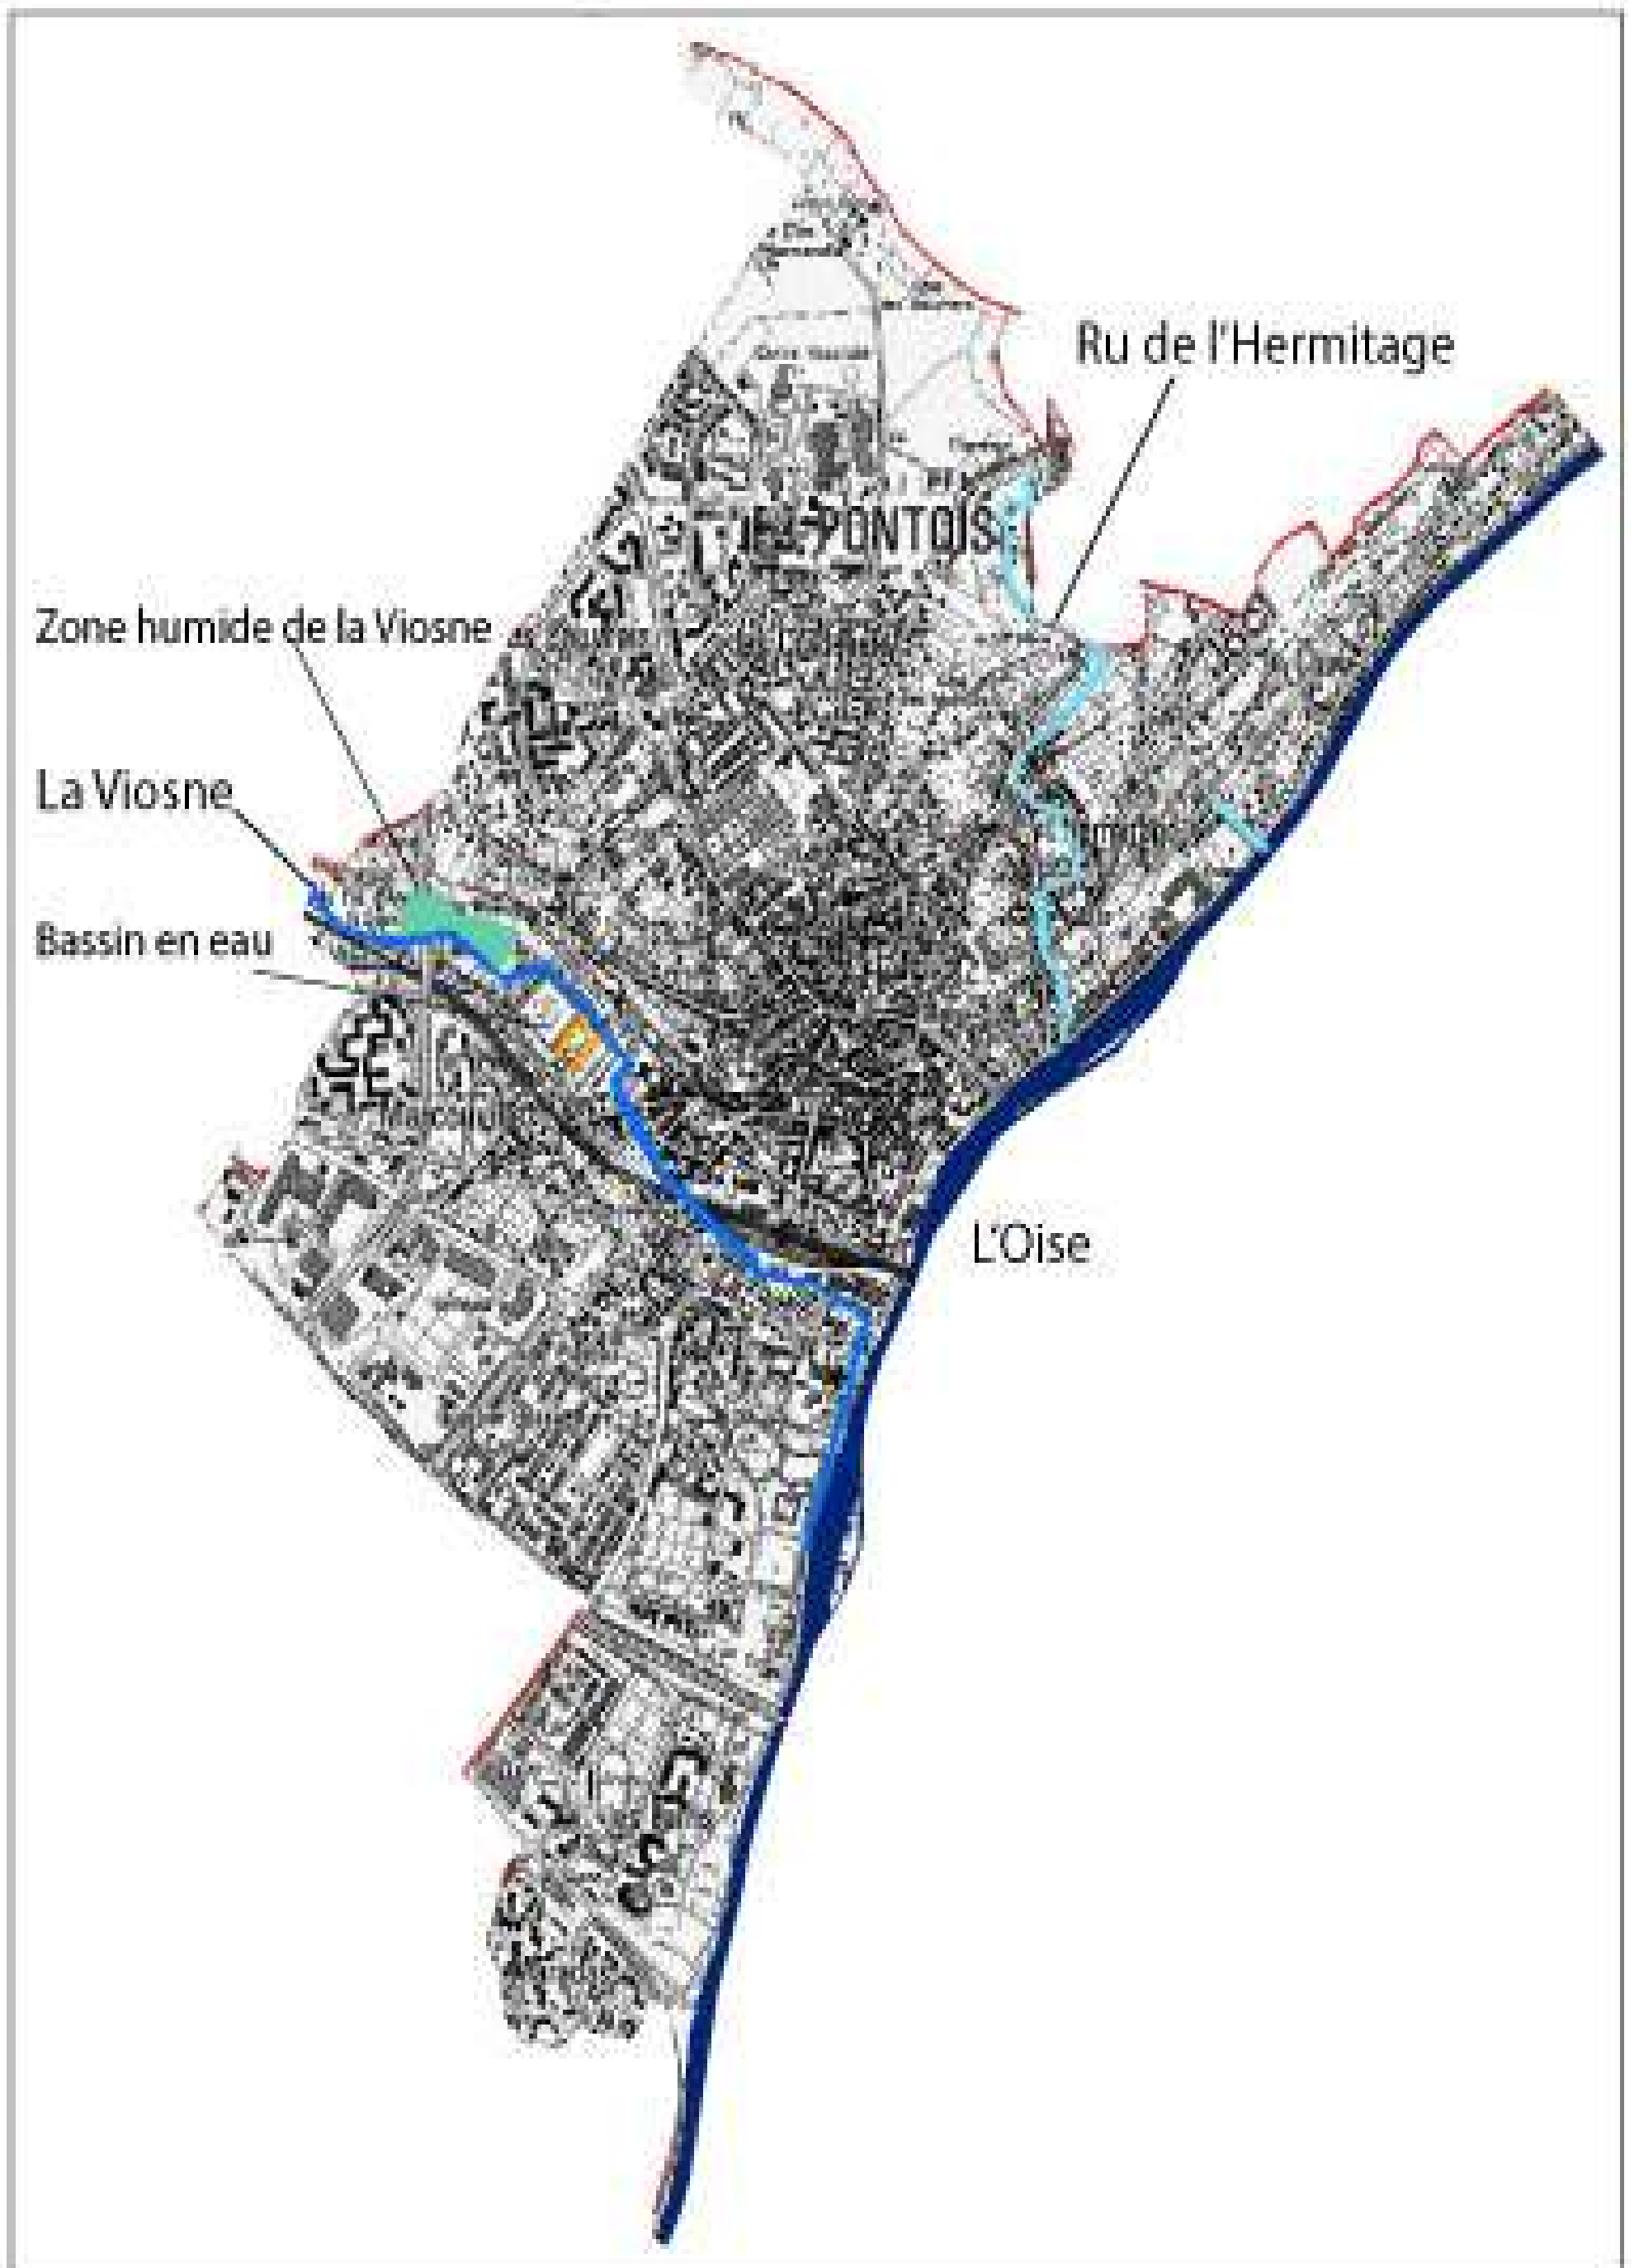 Ru de l'Hermitage
PONTOIS
Zone humide de la Viosne
La Viosne
Bassin en eau
L'Oise